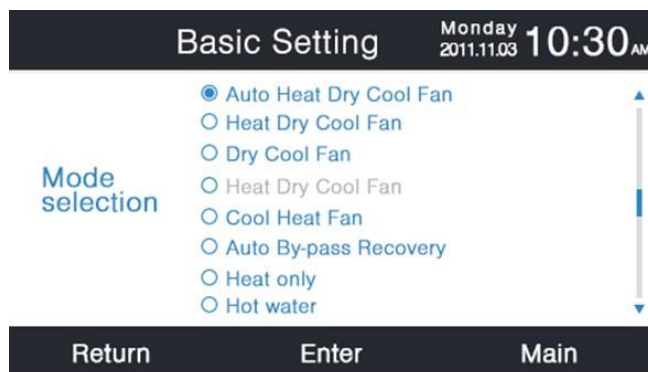 Basic Setting
Monday
2011.11.03 10:30 AM
Auto Heat Dry Cool Fan
Heat Dry Cool Fan
Dry Cool Fan
Mode
selection
Heat Dry Cool Fan
Cool Heat Fan
Auto By-pass Recovery
Heat only
Hot water
Return Enter Main